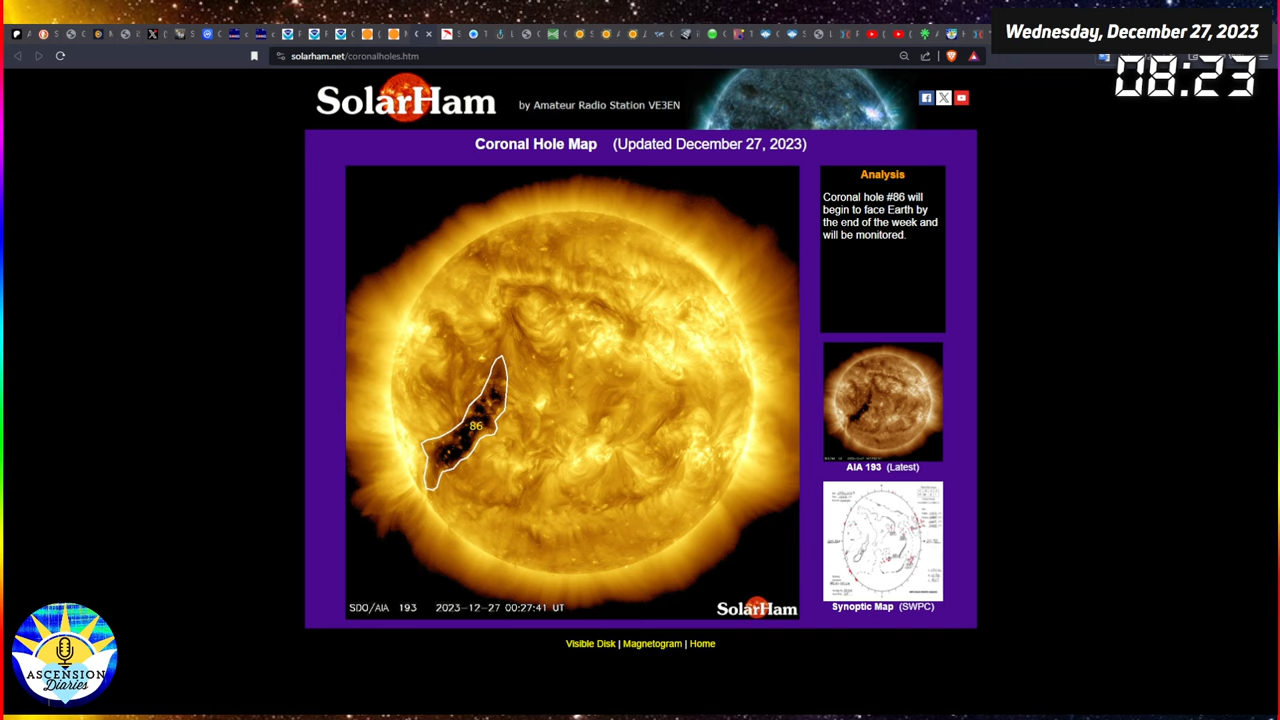 Wednesday, December 27, 2023
08:23
solarham.net/coronalholes.htm
SolarHam
by Amateur Radio Station VE3EN
Coronal Hole Map (Updated December 27, 2023)
Analysis
Coronal hole #86 will
begin to face Earth by
the end of the week and
will be monitored.
86
AIA 193 (Latest)
Synoptic Map (SWPC)
SDO/AIA 193 2023-12-27 00:27:41 UT
SolarHam
Visible Disk | Magnetogram | Home
ASCENSION
Diaries